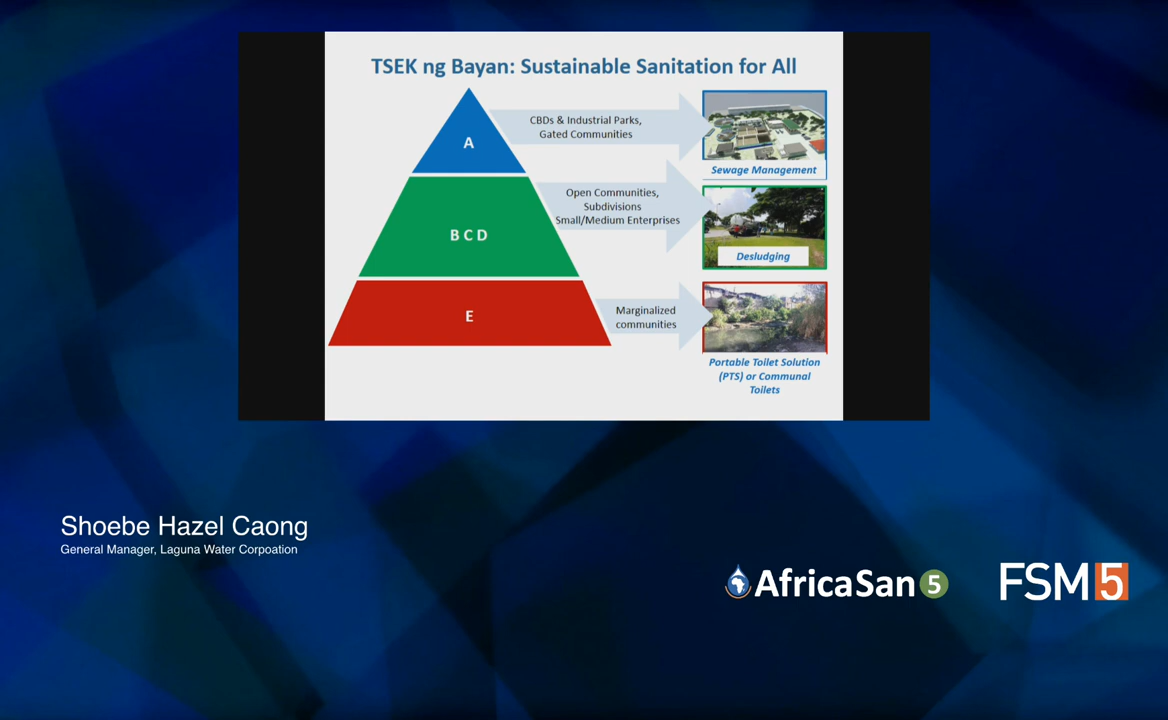 TSEK ng Bayan: Sustainable Sanitation for All
A
CBDs & Industrial Parks,
Gated Communities
Sewage Management
B C D
Open Communities,
Subdivisions
Small/Medium Enterprises
Desludging
E
Marginalized
communities
Portable Toilet Solution
(PTS) or Communal
Toilets
Shoebe Hazel Caong
General Manager, Laguna Water Corpoation
AfricaSan 5
FSM5